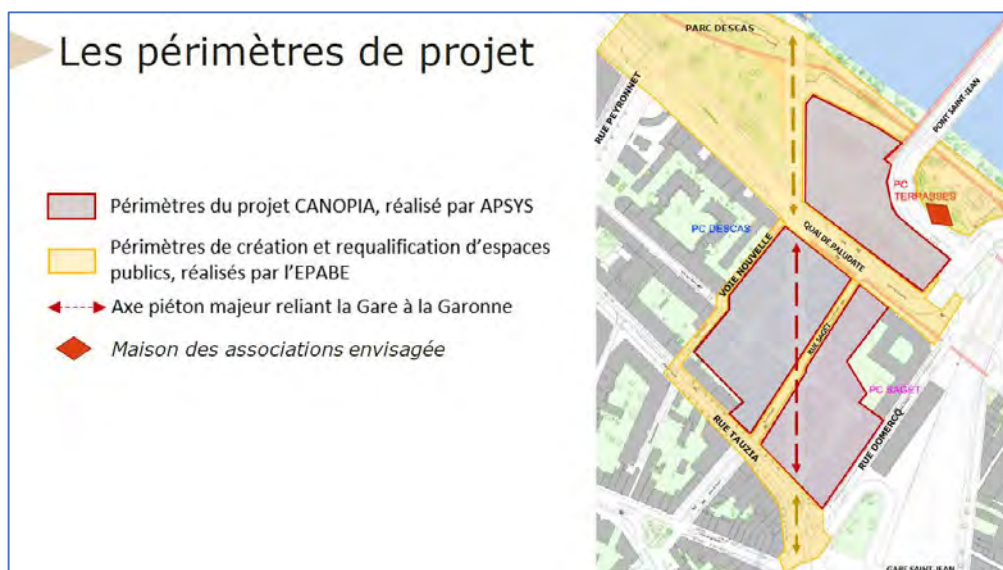 Les périmètres de projet
Périmètres du projet CANOPIA, réalisé par APSYS
Périmètres de création et requalification d'espaces
publics, réalisés par l'EPABE
Axe piéton majeur reliant la Gare à la Garonne
Maison des associations envisagée
PARC DESCAS
RUE PEYRONNET
PONT SAINT-JEAN
PC
TERRASSES
PC DESCAS
VOIE NOUVELLE
QUAI DE PALUDATE
RUE SAGET
PC SAGET
RUE TAUZIA
RUE DOMERCQ
GARE SAINT-JEAN